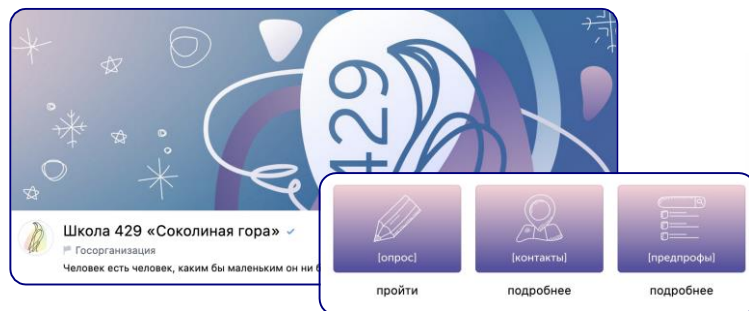 429
Школа 429 «Соколиная гора»
Госорганизация
Человек есть человек, каким бы маленьким он ни
[опрос]
[контакты]
[предпрофы]
пройти
подробнее
подробнее